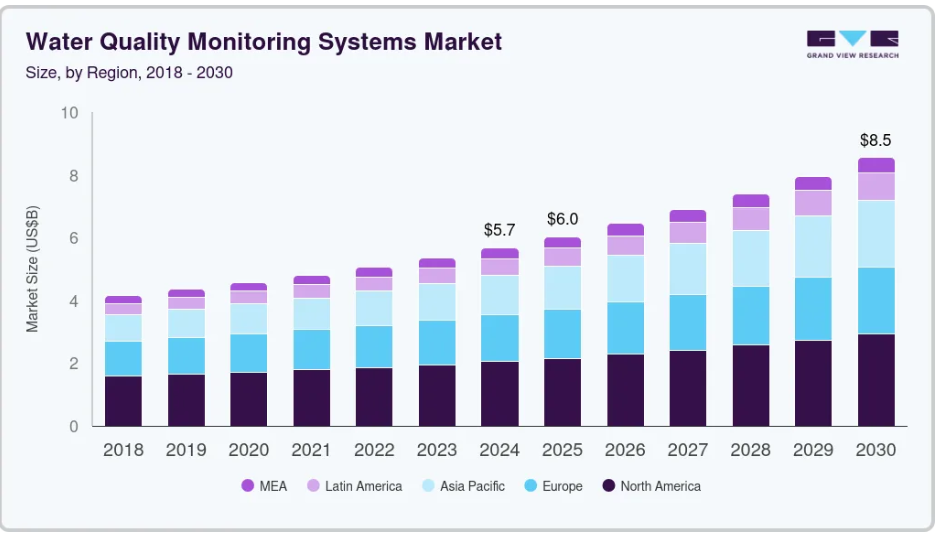 Water Quality Monitoring Systems Market
Size, by Region, 2018 - 2030
GRAND VIEW RESEARCH
Market Size (US$B)
10
8
6
4
2
0
$5.7
$6.0
$8.5
2018 2019 2020 2021 2022 2023 2024 2025 2026 2027 2028 2029 2030
MEA Latin America Asia Pacific Europe North America